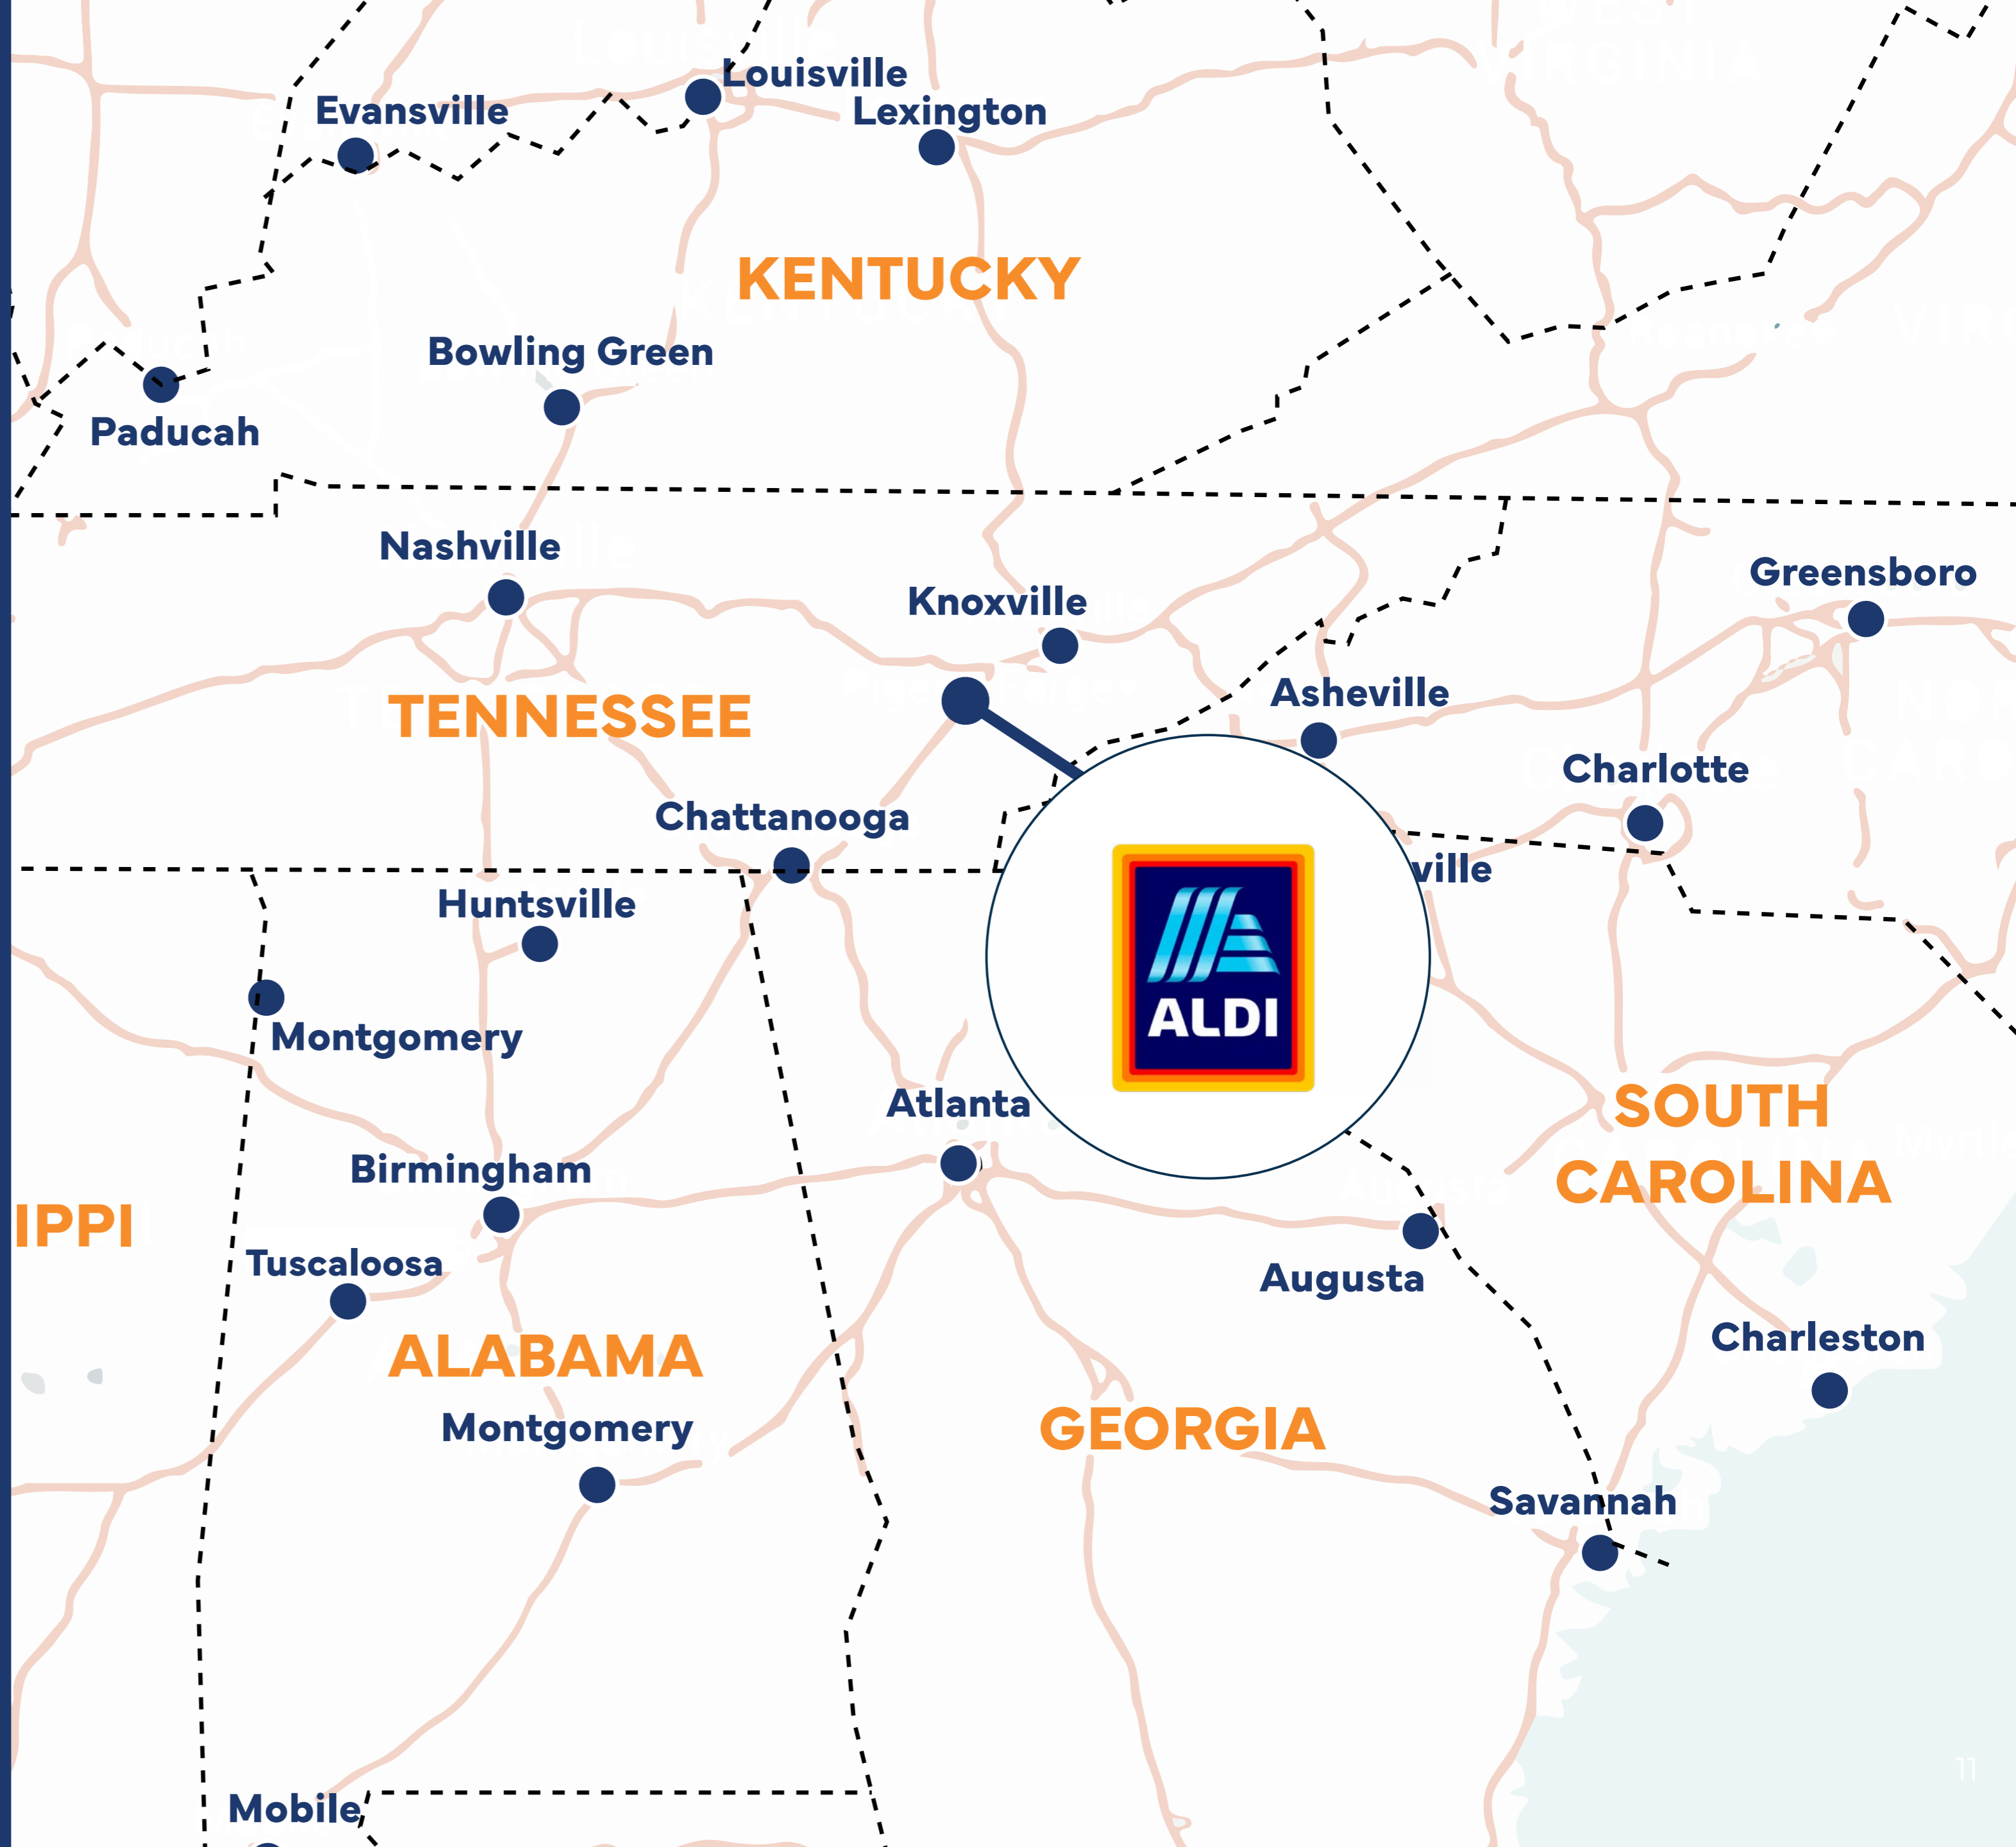 Louisville
Evansville
Lexington
KENTUCKY
Bowling Green
Paducah
Nashville
Greensboro
Knoxville
TENNESSEE
Asheville
Charlotte
Chattanooga
ville
Huntsville
ALDI
Montgomery
Atlanta
SOUTH
CAROLINA
Birmingham
IPPI
Tuscaloosa
Augusta
Charleston
ALABAMA
Montgomery
GEORGIA
Savannah
Mobile
11